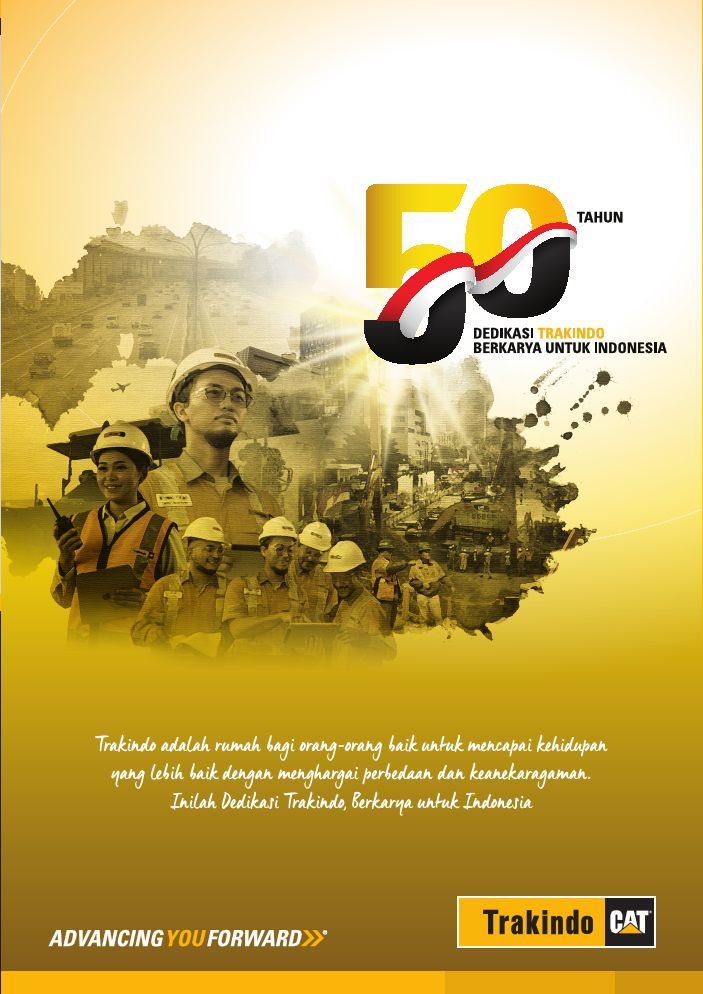 50 TAHUN
DEDIKASI TRAKINDO
BERKARYA UNTUK INDONESIA
Trakindo adalah rumah bagi orang-orang baik untuk mencapai kehidupan
yang lebih baik dengan menghargai perbedaan dan keanekaragaman.
Inilah Dedikasi Trakindo, Berkarya untuk Indonesia
ADVANCING YOU FORWARD
Trakindo CAT